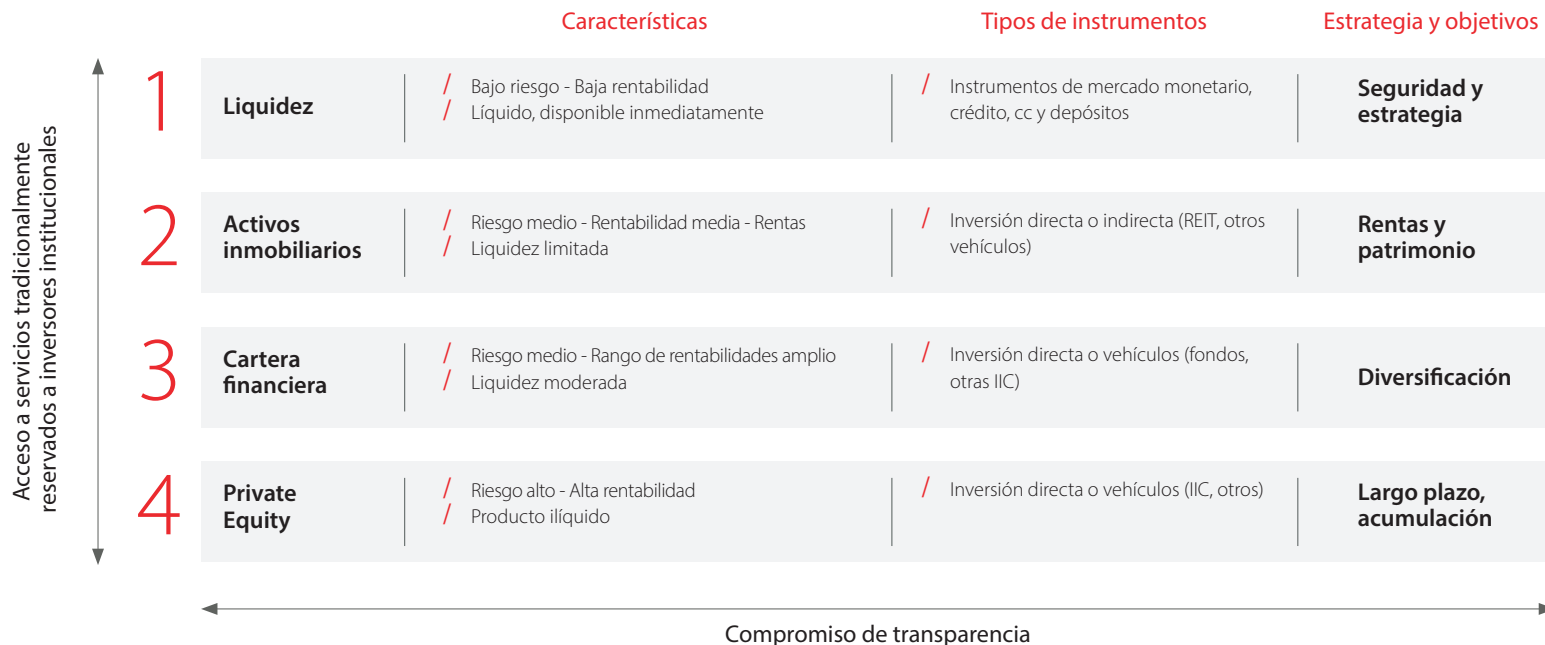 Características
Tipos de instrumentos
Estrategia y objetivos
Acceso a servicios tradicionalmente
reservados a inversores institucionales
1
Liquidez
/ Bajo riesgo - Baja rentabilidad
/ Líquido, disponible inmediatamente
/ Instrumentos de mercado monetario,
crédito, cc y depósitos
Seguridad y
estrategia
2
Activos
inmobiliarios
/ Riesgo medio - Rentabilidad media - Rentas
/ Liquidez limitada
/ Inversión directa o indirecta (REIT, otros
vehículos)
Rentas y
patrimonio
3
Cartera
financiera
/ Riesgo medio - Rango de rentabilidades amplio
/ Liquidez moderada
/ Inversión directa o vehículos (fondos,
otras IIC)
Diversificación
4
Private
Equity
/ Riesgo alto - Alta rentabilidad
/ Producto ilíquido
/ Inversión directa o vehículos (IIC, otros)
Largo plazo,
acumulación
Compromiso de transparencia